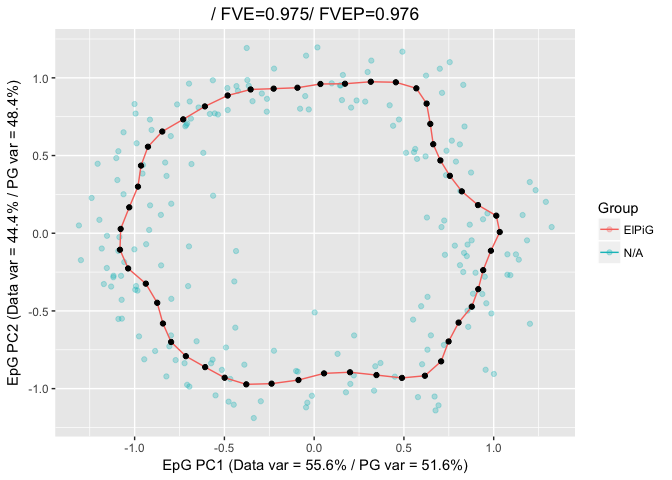 / FVE=0.975/ FVEP=0.976
EpG PC2 (Data var = 44.4% / PG var = 48.4%)
1.0
0.5
0.0
-0.5
-1.0
-1.0 -0.5 0.0 0.5 1.0
EpG PC1 (Data var = 55.6% / PG var = 51.6%)
Group
ElPiG
N/A